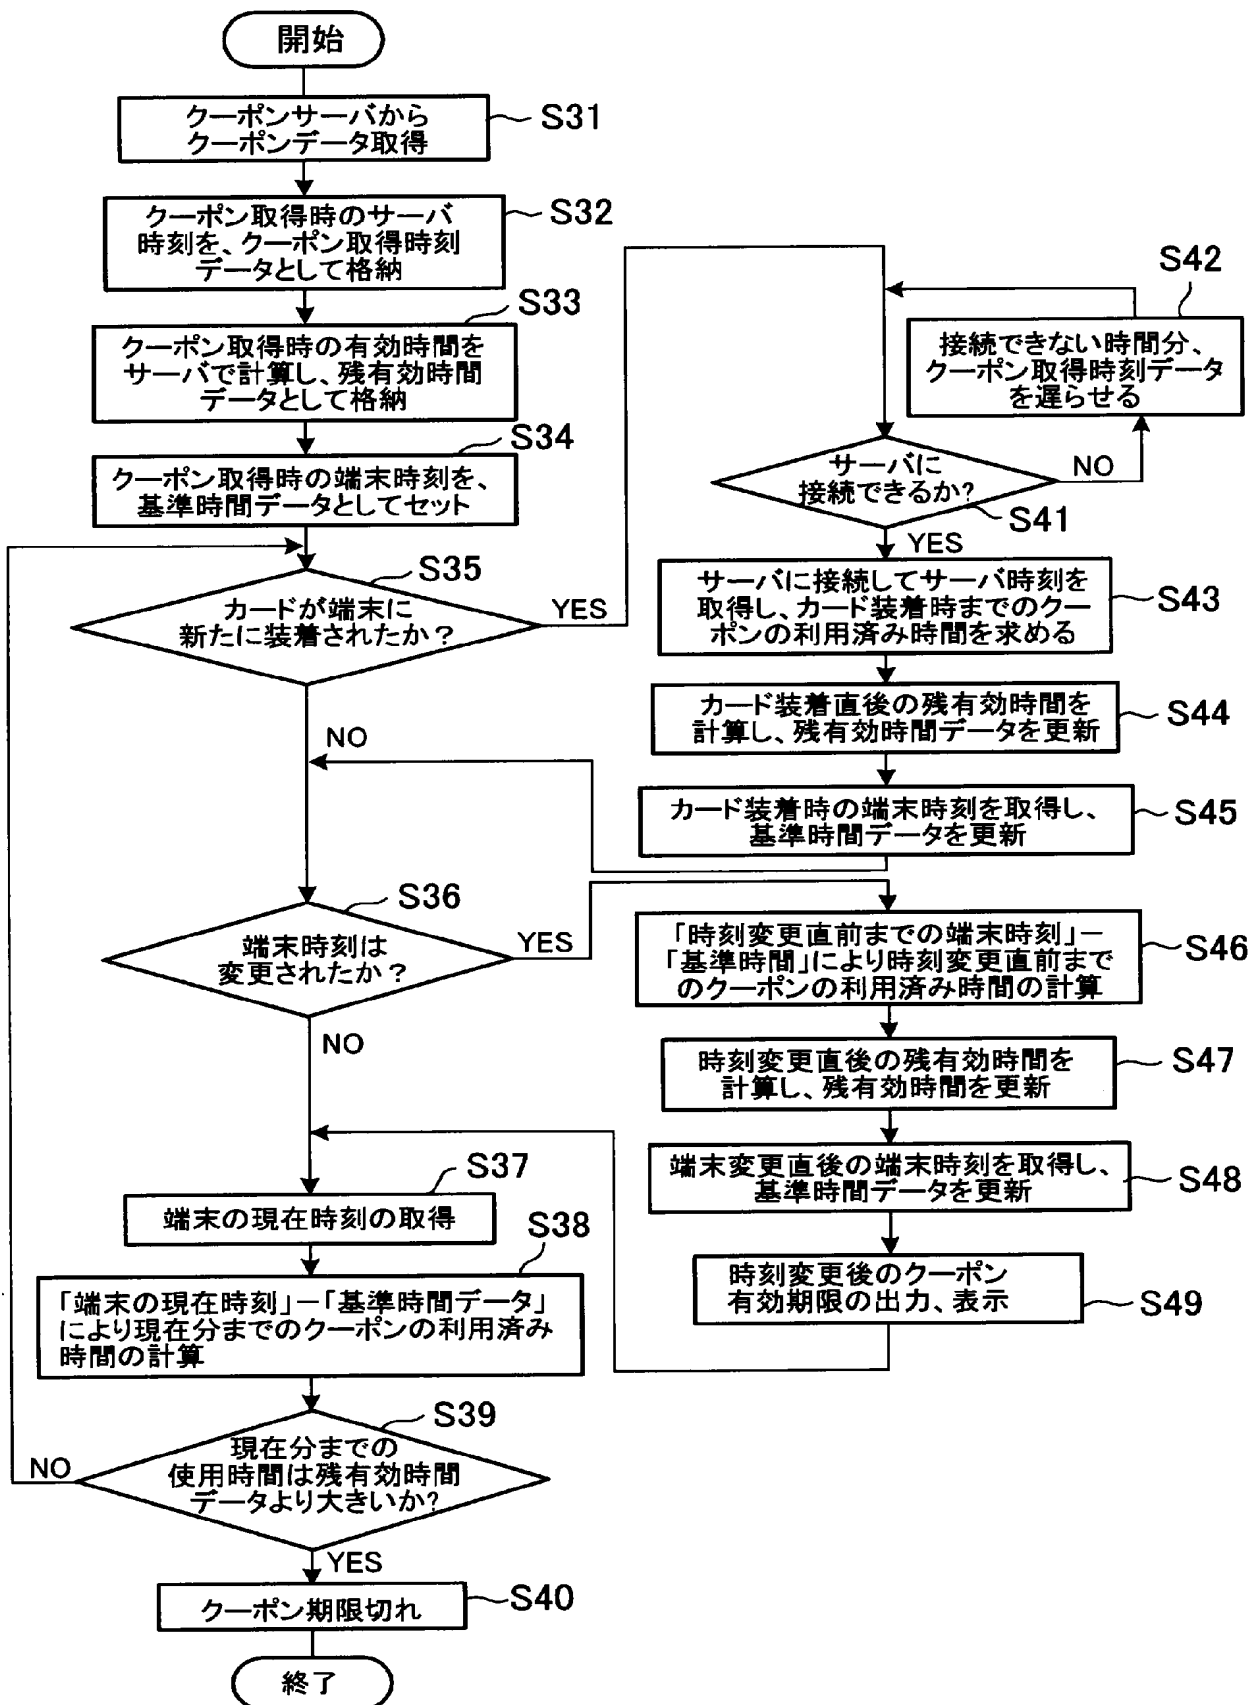 開始
クーポンサーバから
クーポンデータ取得
S31
クーポン取得時のサーバ
時刻を、クーポン取得時刻
データとして格納
S32
クーポン取得時の有効時間を
サーバで計算し、残有効時間
データとして格納
S33
クーポン取得時の端末時刻を、
基準時間データとしてセット
S34
カードが端末に
新たに装着されたか?
S35
YES
NO
端末時刻は
変更されたか?
S36
YES
NO
端末の現在時刻の取得
S37
「端末の現在時刻」-「基準時間データ」
により現在分までのクーポンの利用済み
時間の計算
S38
現在分までの
使用時間は残有効時間
データより大きいか?
S39
NO
YES
クーポン期限切れ
S40
終了
S42
接続できない時間分、
クーポン取得時刻データ
を遅らせる
サーバに
接続できるか?
S41
NO
YES
サーバに接続してサーバ時刻を
取得し、カード装着時までのクー
ポンの利用済み時間を求める
S43
カード装着直後の残有効時間を
計算し、残有効時間データを更新
S44
カード装着時の端末時刻を取得し、
基準時間データを更新
S45
「時刻変更直前までの端末時刻」-
「基準時間」により時刻変更直前まで
のクーポンの利用済み時間の計算
S46
時刻変更直後の残有効時間を
計算し、残有効時間を更新
S47
端末変更直後の端末時刻を取得し、
基準時間データを更新
S48
時刻変更後のクーポン
有効期限の出力、表示
S49